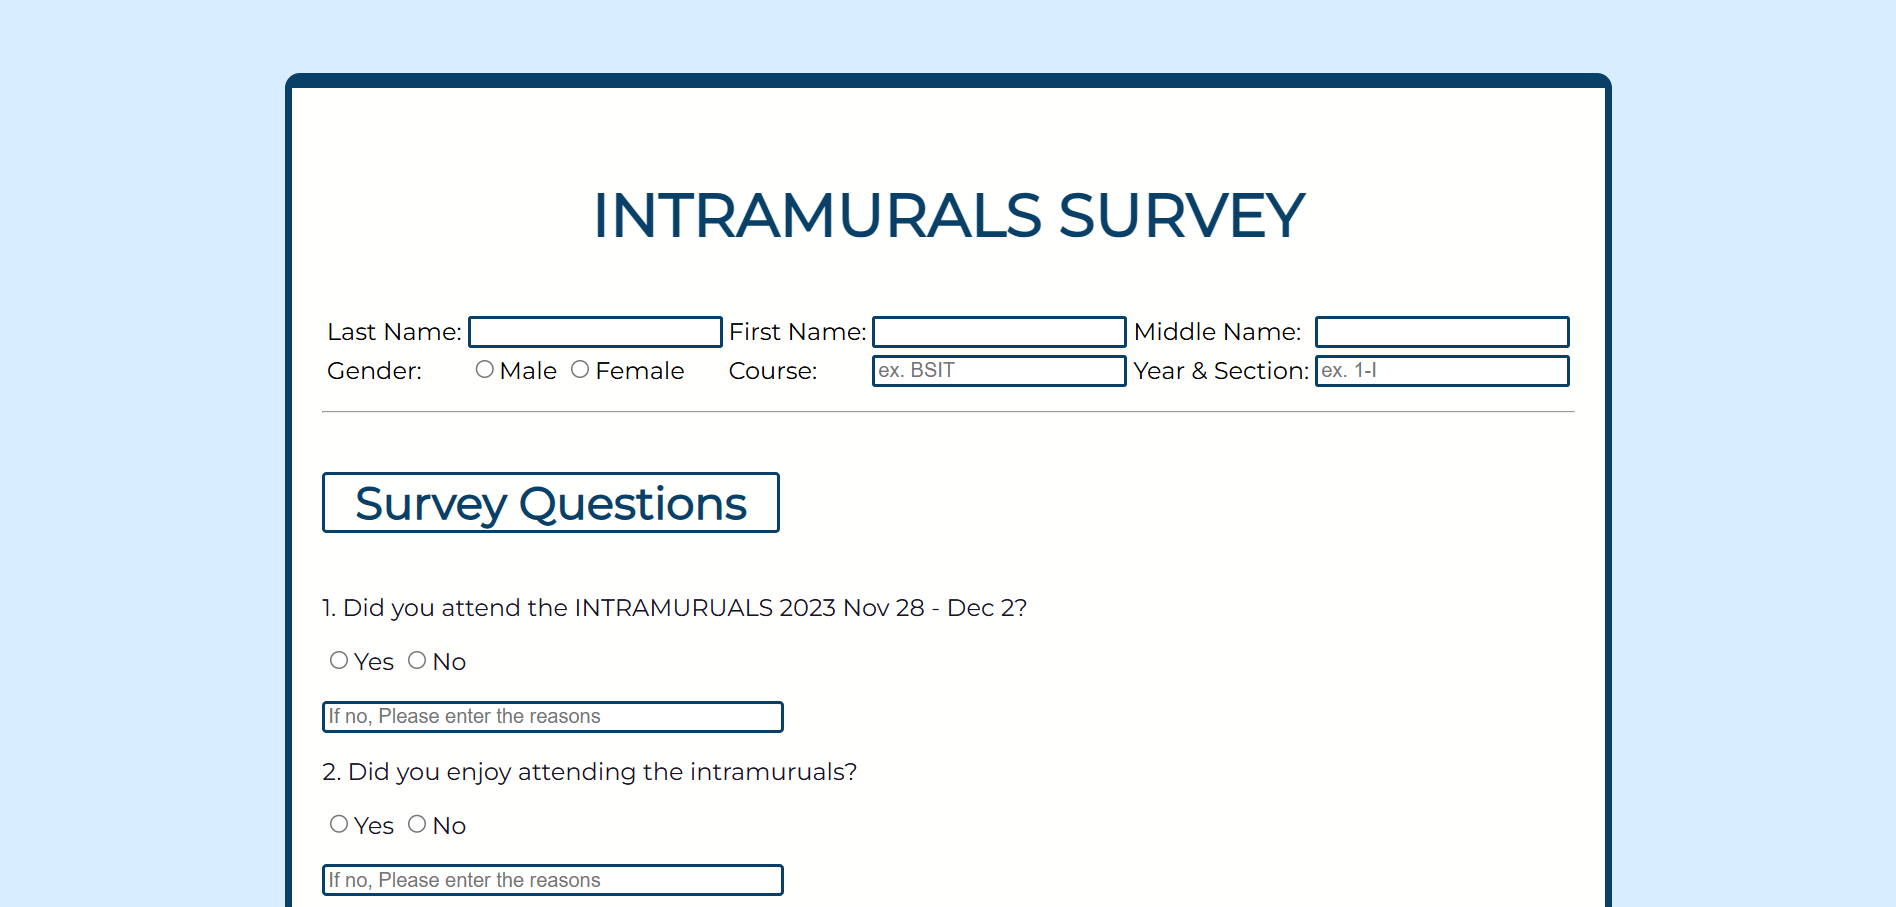 INTRAMURALS SURVEY
Last Name: First Name: Middle Name:
Gender: Male Female Course: ex. BSIT Year & Section: ex. 1-I
Survey Questions
1. Did you attend the INTRAMURUALS 2023 Nov 28 - Dec 2?
Yes No
If no, Please enter the reasons
2. Did you enjoy attending the intramuruals?
Yes No
If no, Please enter the reasons